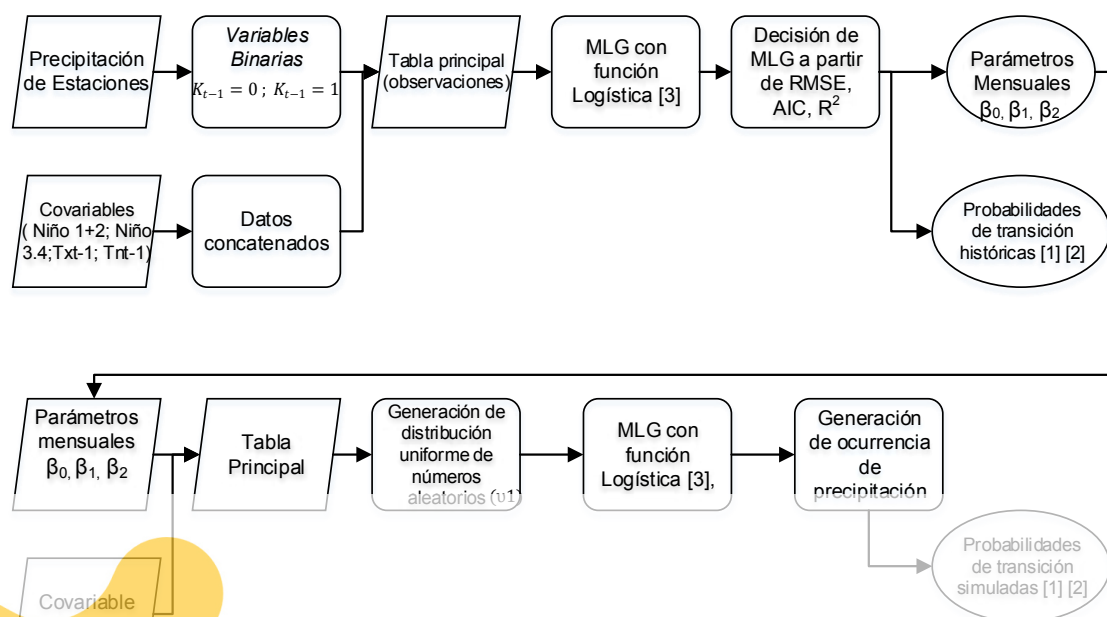 Precipitación
de Estaciones
Variables
Binarias
K_{t−1} = 0 ; K_{t−1} = 1
Tabla principal
(observaciones)
MLG con
función
Logística [3]
Decisión de
MLG a partir
de RMSE,
AIC, R²
Parámetros
Mensuales
β₀, β₁, β₂
Covariables
( Niño 1+2; Niño
3.4;Txt-1; Tnt-1)
Datos
concatenados
Probabilidades
de transición
históricas [1] [2]
Parámetros
mensuales
β₀, β₁, β₂
Tabla
Principal
Generación de
distribución
uniforme de
números
aleatorios (υ1)
MLG con
función
Logística [3],
Generación
de ocurrencia
de
precipitación
Covariable
Probabilidades
de transición
simuladas [1] [2]